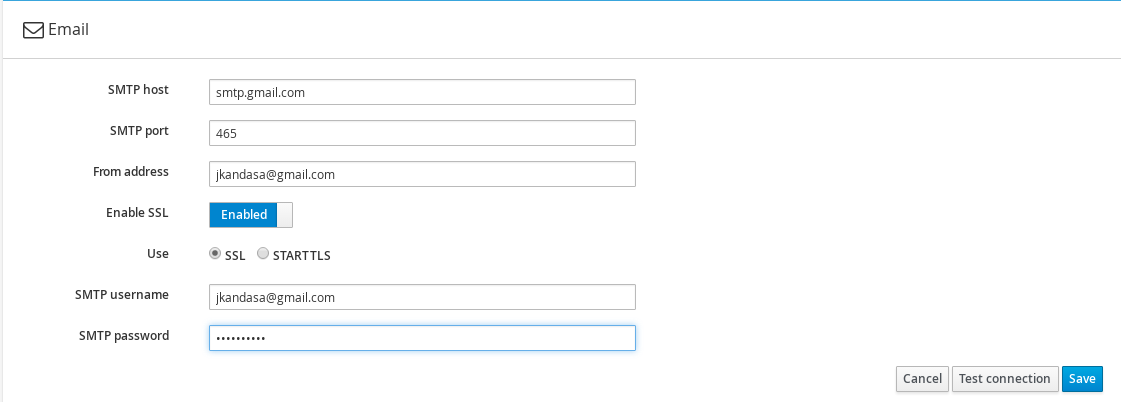 Email
SMTP host smtp.gmail.com
SMTP port 465
From address jkandasa@gmail.com
Enable SSL Enabled
Use SSL STARTTLS
SMTP username jkandasa@gmail.com
SMTP password ••••••••••
Cancel Test connection Save